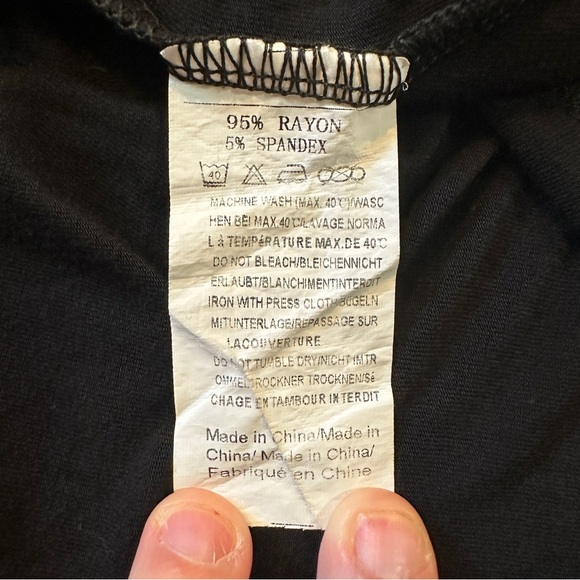 95% RAYON
5% SPANDEX
40
MACHINE WASH (MAX. 40℃)/WASC
HEN BEI MAX.40℃/LAVAGE NORMA
L à TEMPéRATURE MAX.DE 40℃
DO NOT BLEACH/BLEICHENNICHT
ERLAUBT/BLANCHIMENTINTERDIT
IRON WITH PRESS CLOTH/BüGELN
MITUNTERLAGE/REPASSAGE SUR
LACOUVERTURE
DO NOT TUMBLE DRY/NICHT IMTR
OMMELTROCKNER TROCKNEN/Sé
CHAGE EN TAMBOUR INTERDIT
Made in China/Made in
China/ Made in China/
Fabriqué en Chine